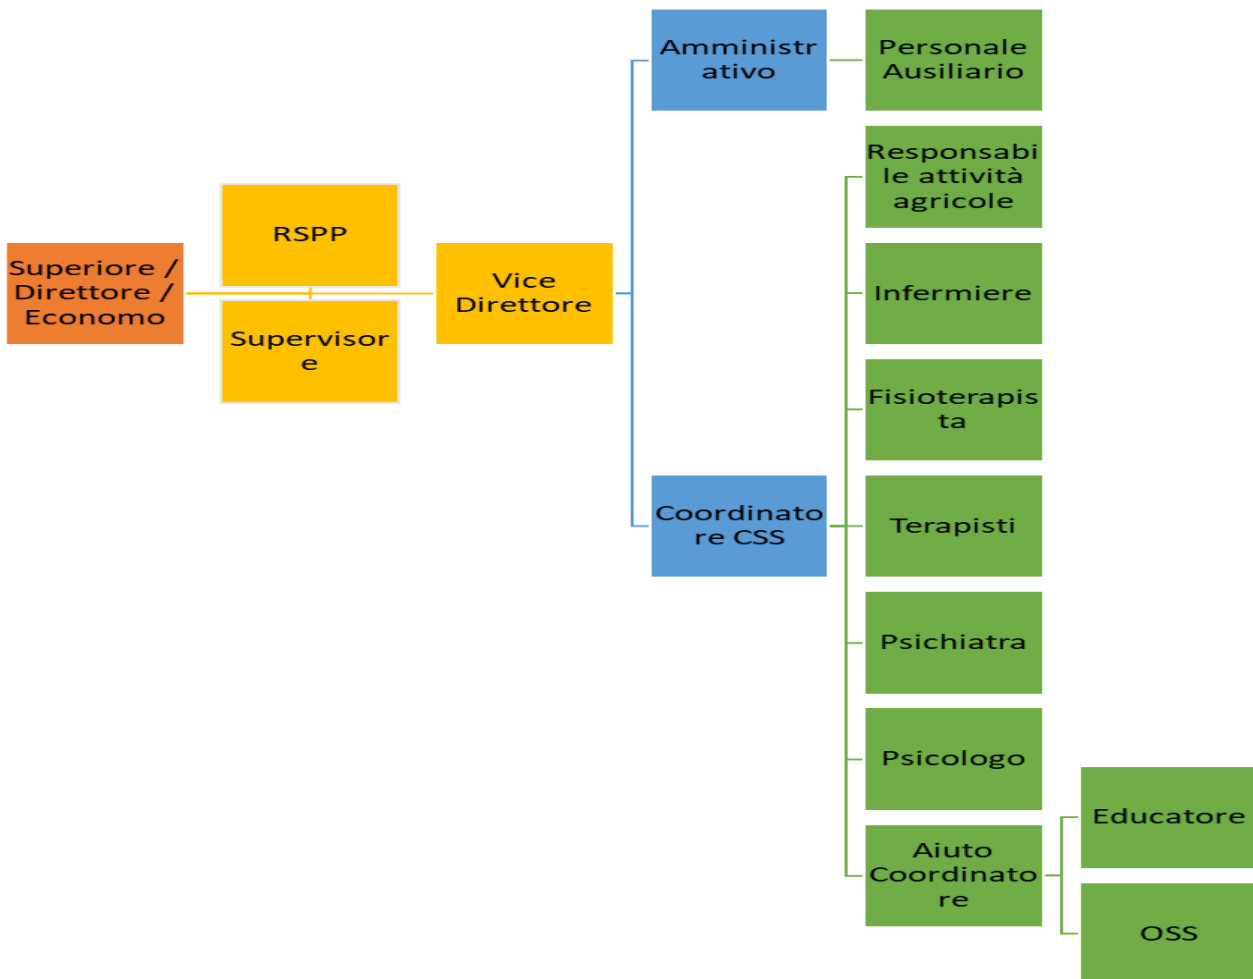 Amministr
ativo
Personale
Ausiliario
Responsabi
le attività
agricole
RSPP
Superiore /
Direttore /
Economo
Vice
Direttore
Infermiere
Supervisor
e
Fisioterapis
ta
Coordinato
re CSS
Terapisti
Psichiatra
Psicologo
Educatore
Aiuto
Coordinato
re
OSS